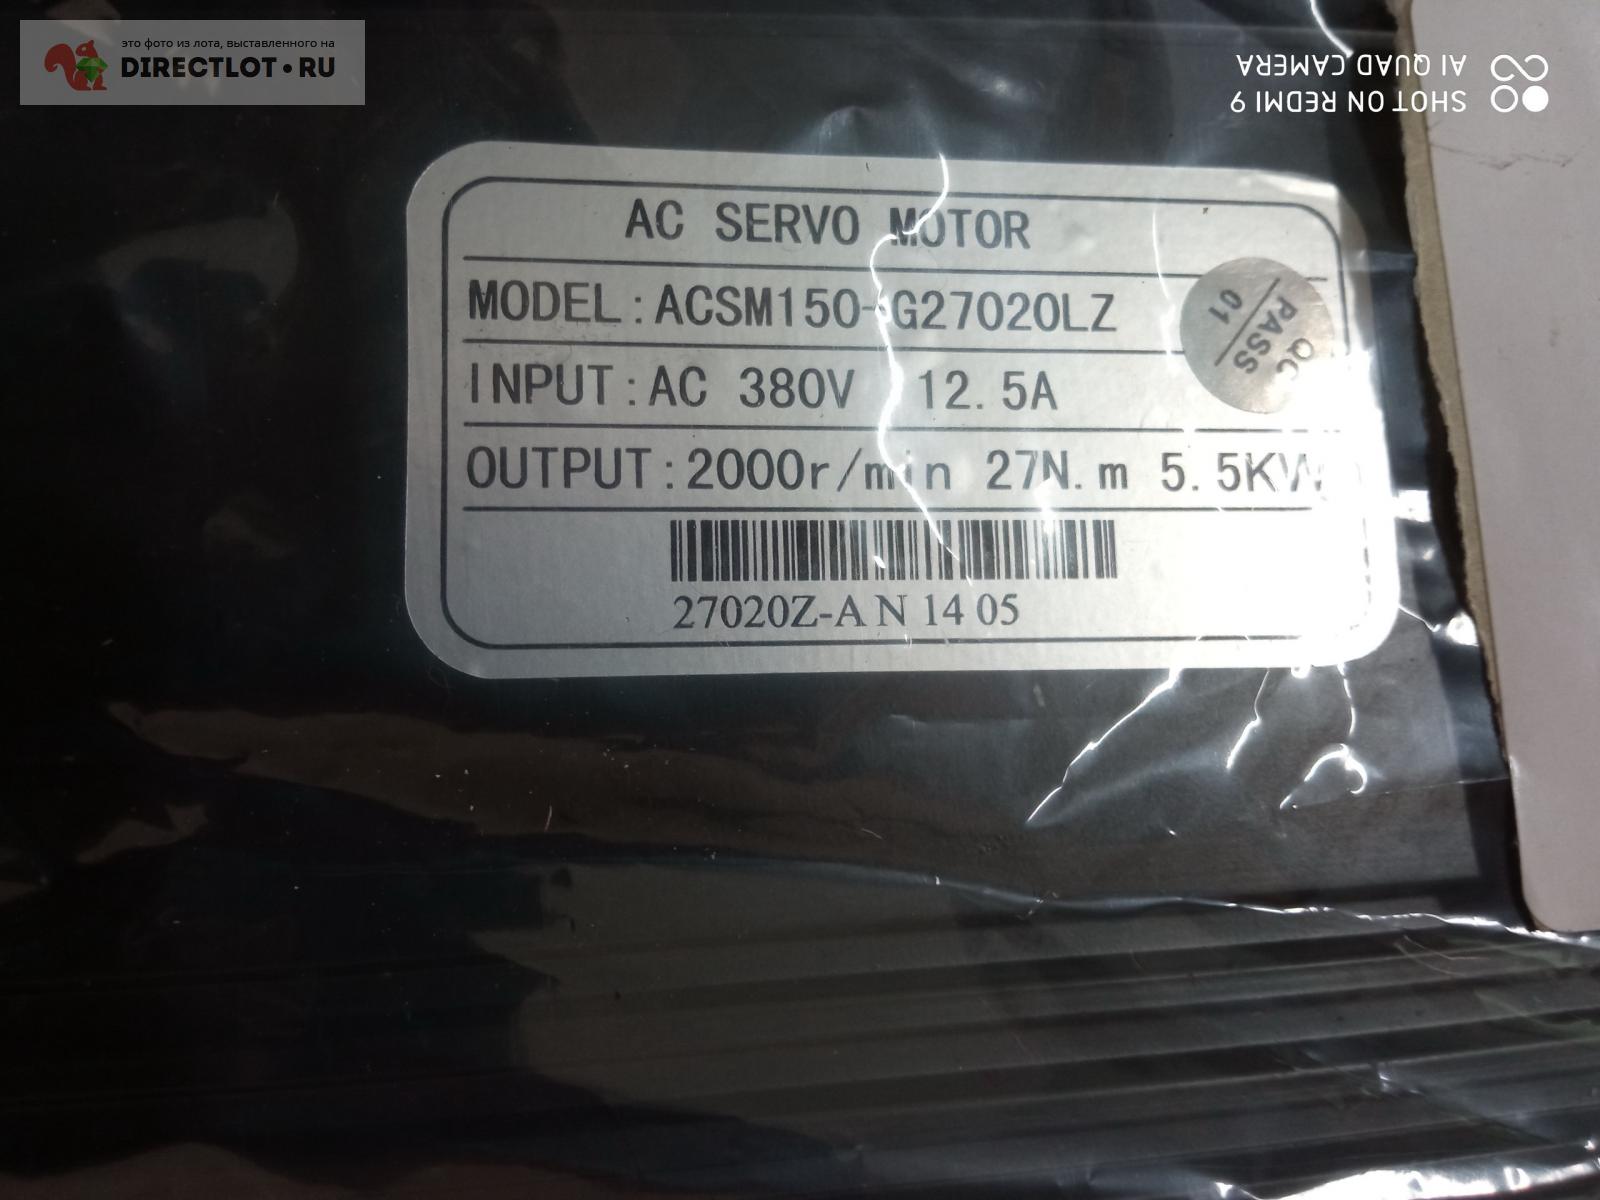 это фото из лота, выставленного на
DIRECTLOT•RU
SHOT ON REDMI 9
AI QUAD CAMERA
AC SERVO MOTOR
MODEL:ACSM150-G27020LZ
QC
PASS
01
INPUT:AC 380V 12.5A
OUTPUT:2000r/min 27N.m 5.5KW
27020Z-A N 14 05